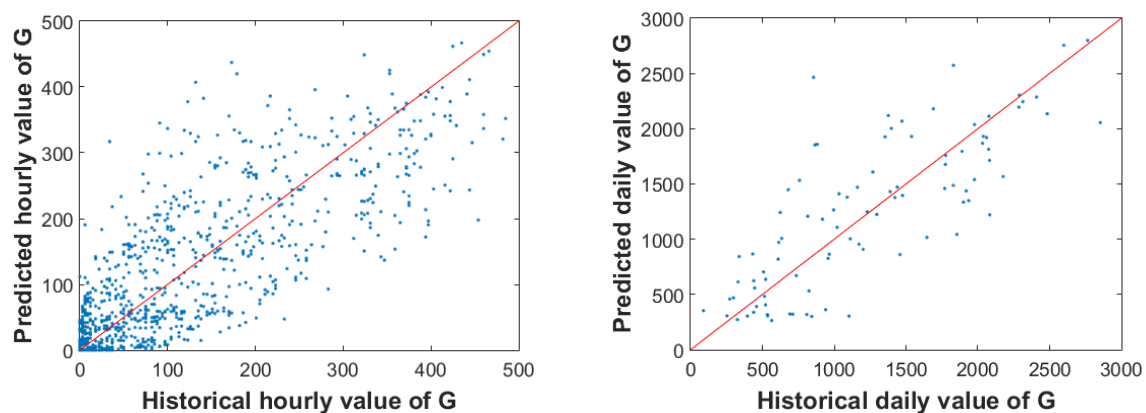 500
400
300
200
100
0
0 100 200 300 400 500
Predicted hourly value of G
Historical hourly value of G
3000
2500
2000
1500
1000
500
0
0 500 1000 1500 2000 2500 3000
Predicted daily value of G
Historical daily value of G